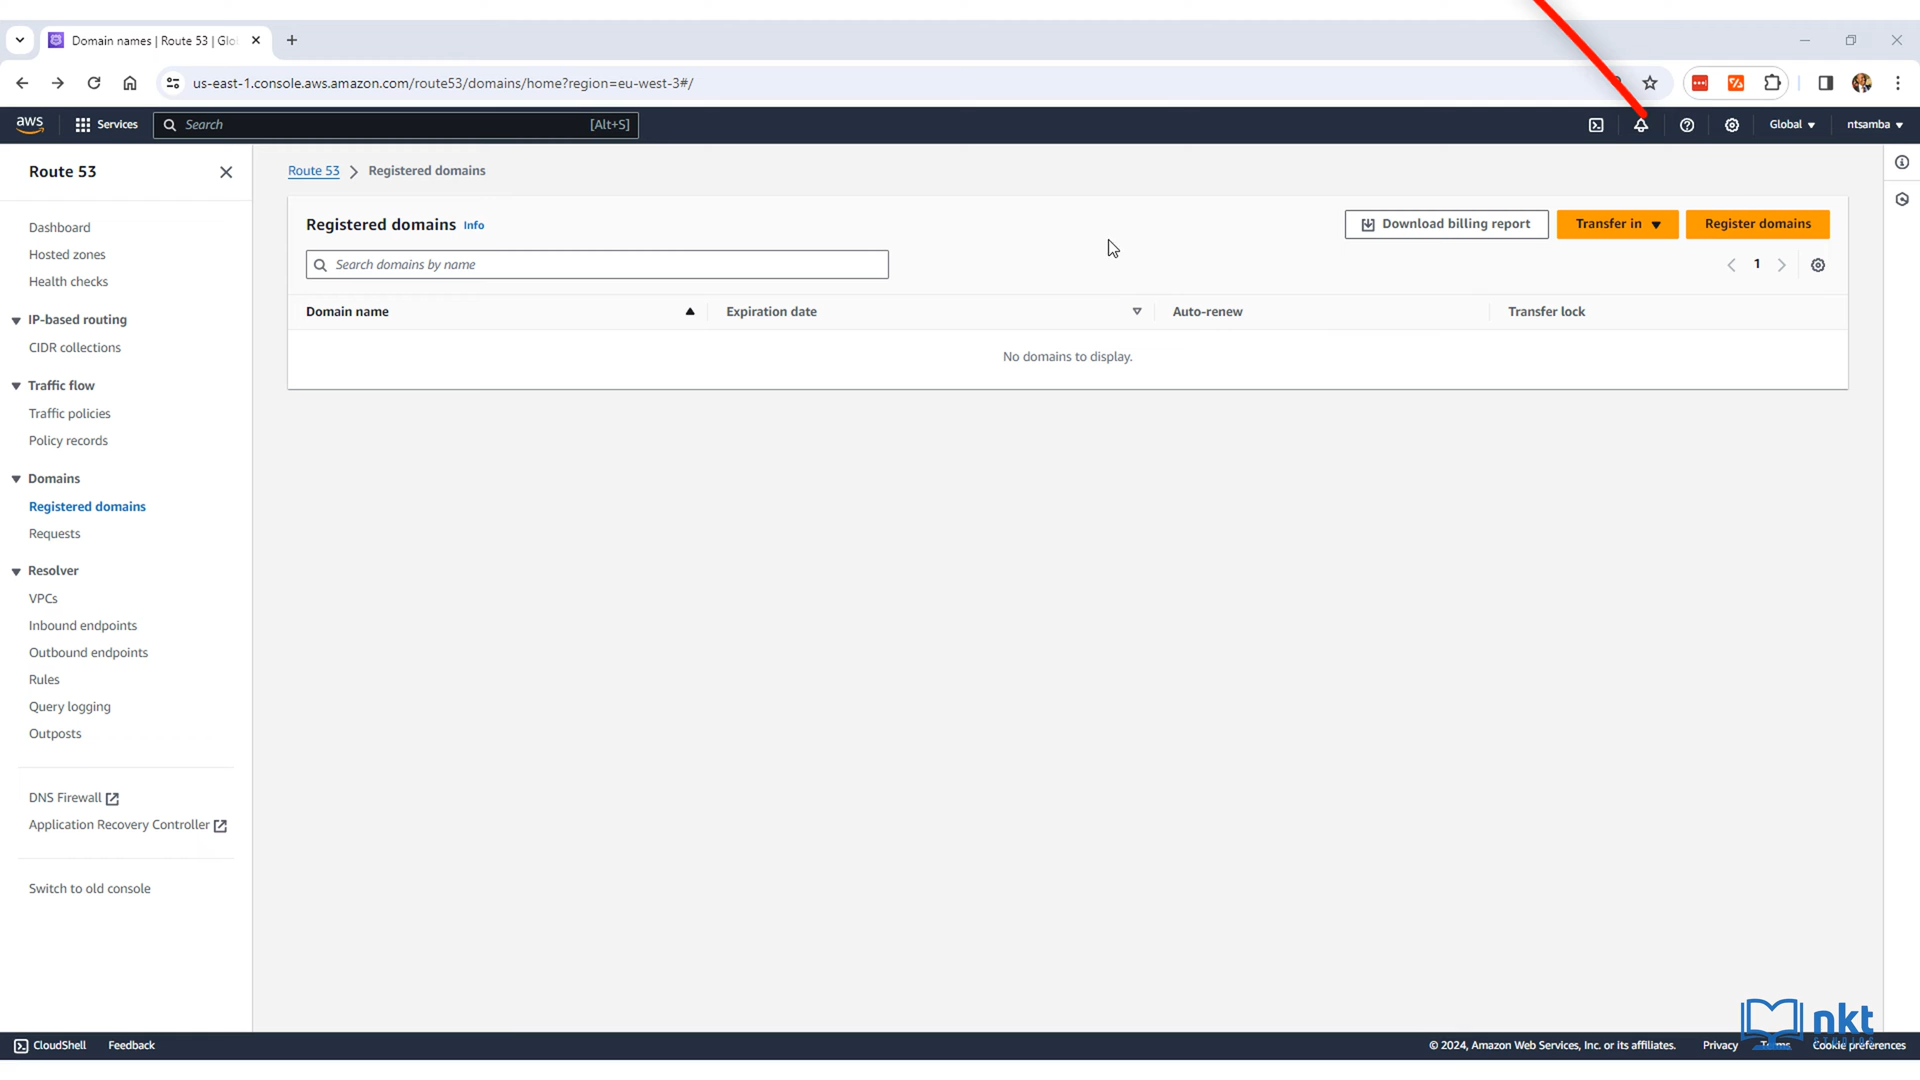 Domain names | Route 53 | Glo
us-east-1.console.aws.amazon.com/route53/domains/home?region=eu-west-3#/
aws
Services
Search
[Alt+S]
Global
ntsamba
Route 53
Route 53
Registered domains
Dashboard
Hosted zones
Health checks
IP-based routing
CIDR collections
Traffic flow
Traffic policies
Policy records
Domains
Registered domains
Requests
Resolver
VPCs
Inbound endpoints
Outbound endpoints
Rules
Query logging
Outposts
DNS Firewall
Application Recovery Controller
Switch to old console
Registered domains Info
Download billing report
Transfer in
Register domains
Search domains by name
1
Domain name
Expiration date
Auto-renew
Transfer lock
No domains to display.
nkt
CloudShell
Feedback
© 2024, Amazon Web Services, Inc. or its affiliates.
Privacy
Terms
Cookie preferences